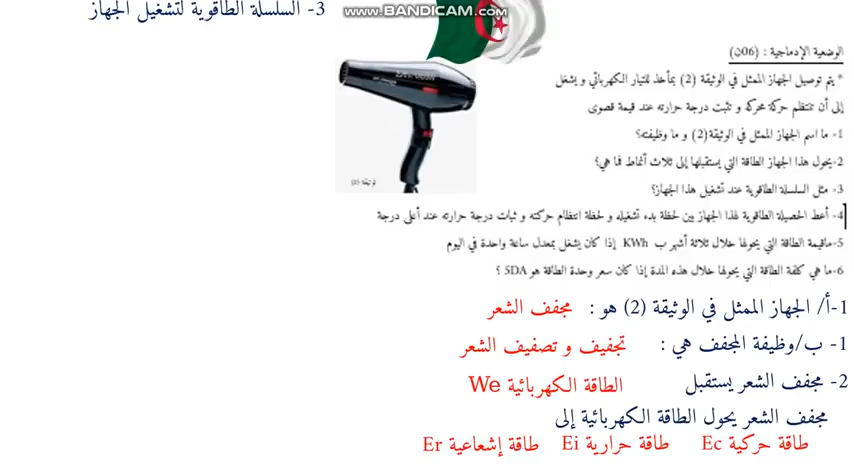 WWW.BANDICAM.COM
3- السلسلة الطاقوية لتشغيل الجهاز
الوضعية الإدماجية : (06ن)
* يتم توصيل الجهاز الممثل في الوثيقة (2) بمأخذ للتيار الكهربائي و يشغل
إلى أن تنتظم حركة محركه و تثبت درجة حرارته عند قيمة قصوى
1- ما اسم الجهاز الممثل في الوثيقة(2) و ما وظيفته؟
2-يحول هذا الجهاز الطاقة التي يستقبلها إلى ثلاث أنماط فما هي؟
3- مثل السلسلة الطاقوية عند تشغيل هذا الجهاز؟
4- أعط الحصيلة الطاقوية لهذا الجهاز بين لحظة بدء تشغيله و لحظة انتظام حركته و ثبات درجة حرارته عند أعلى درجة
5-ماقيمة الطاقة التي يحولها خلال ثلاثة أشهر ب KWh إذا كان يشغل بمعدل ساعة واحدة في اليوم
6-ما هي كلفة الطاقة التي يحولها خلال هذه المدة إذا كان سعر وحدة الطاقة هو 5DA ؟
الوثيقة (2)
1-أ/ الجهاز الممثل في الوثيقة (2) هو : مجفف الشعر
1- ب/وظيفة المجفف هي : تجفيف و تصفيف الشعر
2- مجفف الشعر يستقبل الطاقة الكهربائية We
مجفف الشعر يحول الطاقة الكهربائية إلى
طاقة حركية Ec طاقة حرارية Ei طاقة إشعاعية Er